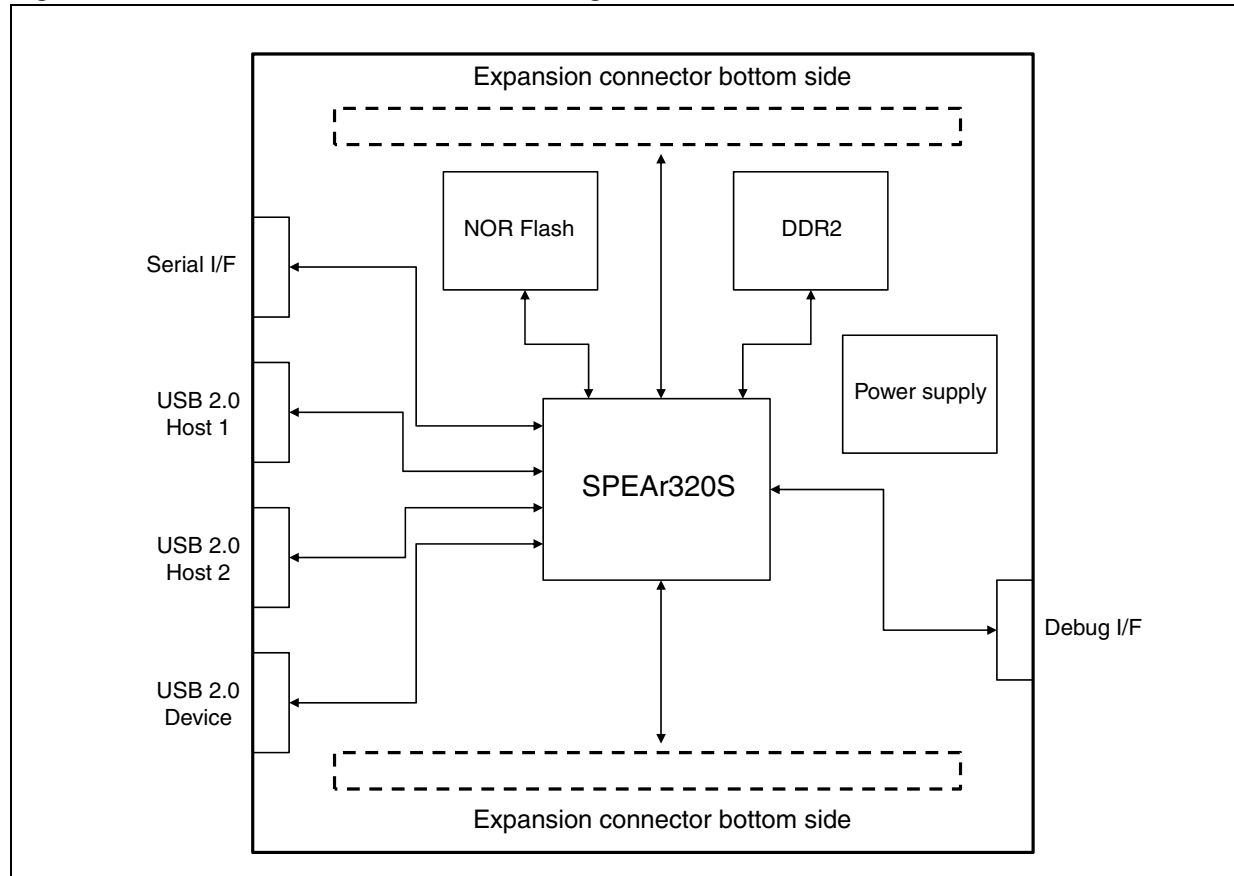 Expansion connector bottom side
NOR Flash
DDR2
Serial I/F
Power supply
USB 2.0
Host 1
SPEAr320S
USB 2.0
Host 2
Debug I/F
USB 2.0
Device
Expansion connector bottom side